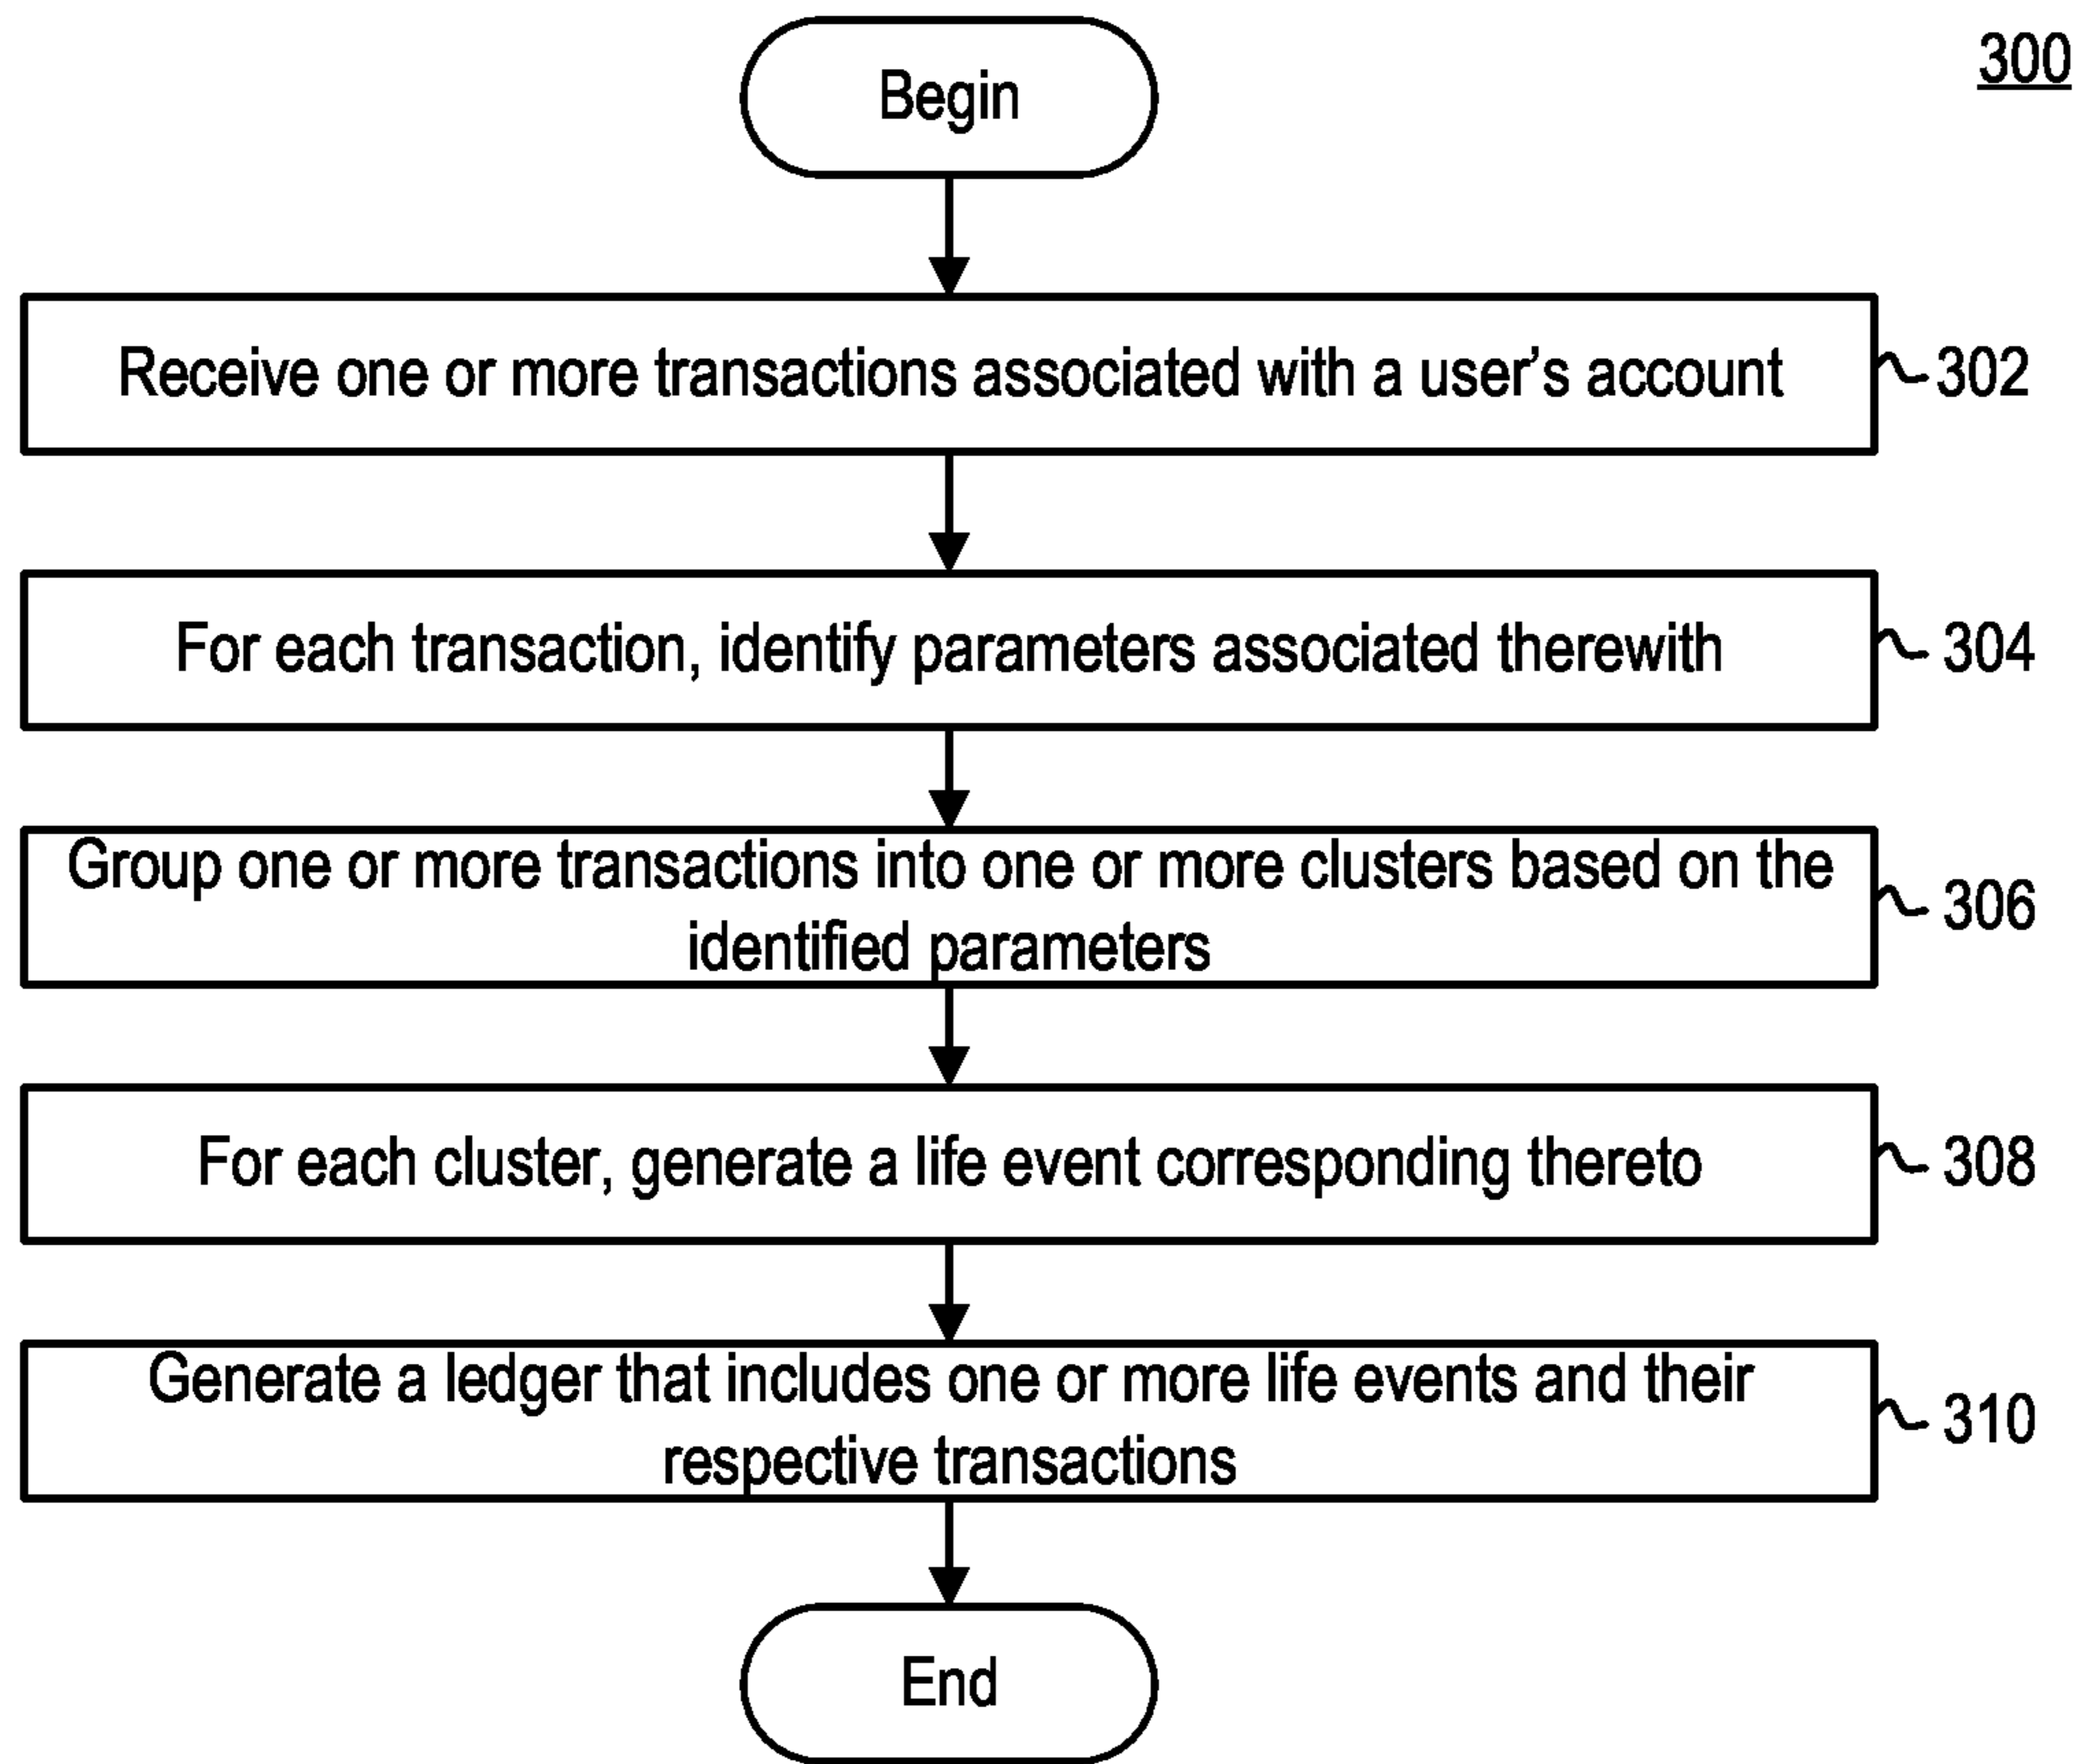 300
Begin
Receive one or more transactions associated with a user’s account
302
For each transaction, identify parameters associated therewith
304
Group one or more transactions into one or more clusters based on the
identified parameters
306
For each cluster, generate a life event corresponding thereto
308
Generate a ledger that includes one or more life events and their
respective transactions
310
End